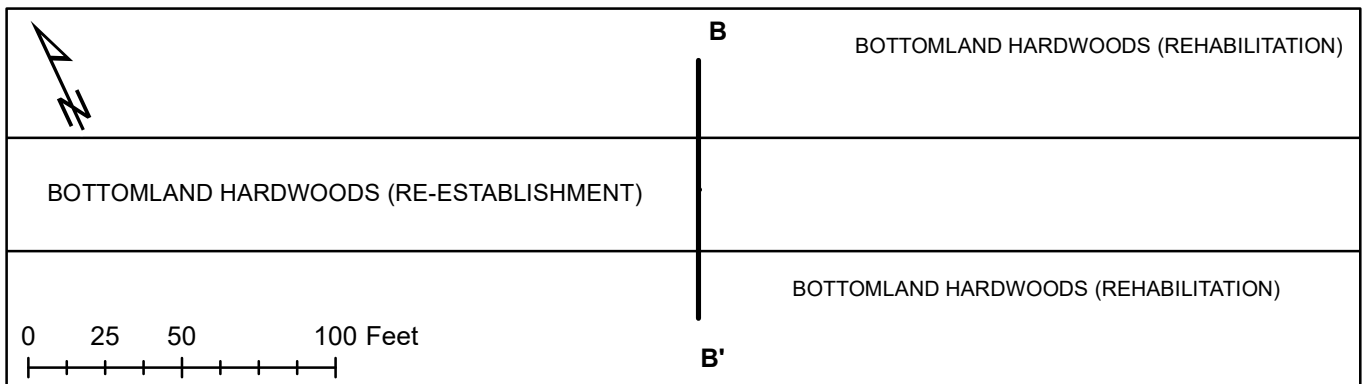 B
BOTTOMLAND HARDWOODS (REHABILITATION)
N
BOTTOMLAND HARDWOODS (RE-ESTABLISHMENT)
BOTTOMLAND HARDWOODS (REHABILITATION)
0 25 50 100 Feet
B'